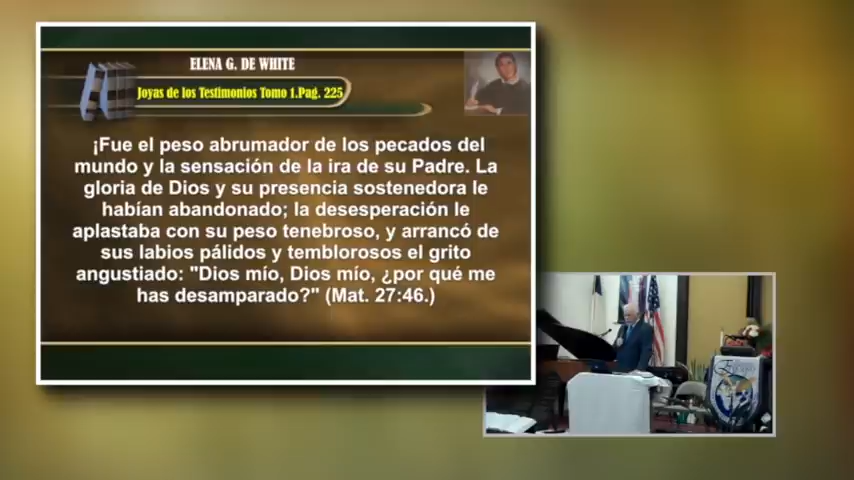 ELENA G. DE WHITE
Joyas de los Testimonios Tomo 1.Pag. 225
¡Fue el peso abrumador de los pecados del
mundo y la sensación de la ira de su Padre. La
gloria de Dios y su presencia sostenedora le
habían abandonado; la desesperación le
aplastaba con su peso tenebroso, y arrancó de
sus labios pálidos y temblorosos el grito
angustiado: "Dios mío, Dios mío, ¿por qué me
has desamparado?" (Mat. 27:46.)